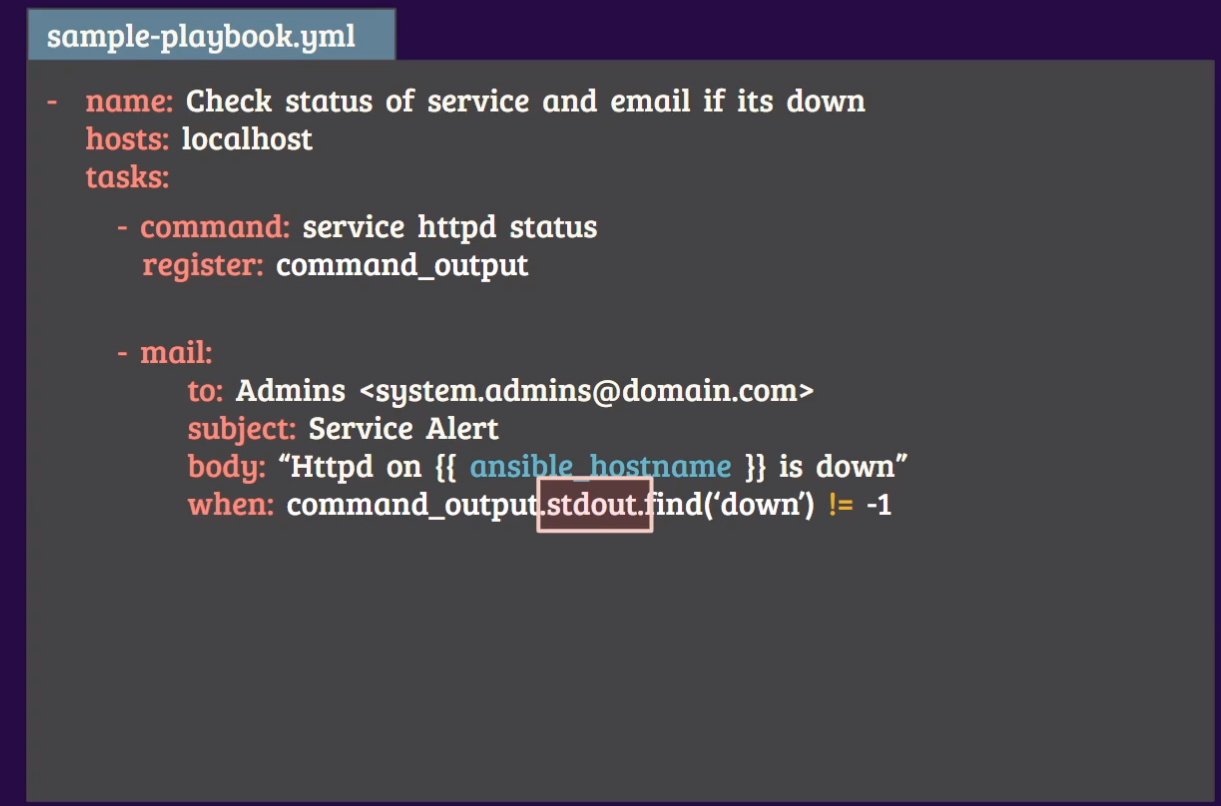 sample-playbook.yml
- name: Check status of service and email if its down
hosts: localhost
tasks:
- command: service httpd status
register: command_output
- mail:
to: Admins <system.admins@domain.com>
subject: Service Alert
body: “Httpd on {{ ansible_hostname }} is down”
when: command_output.stdout.find(‘down’) != -1